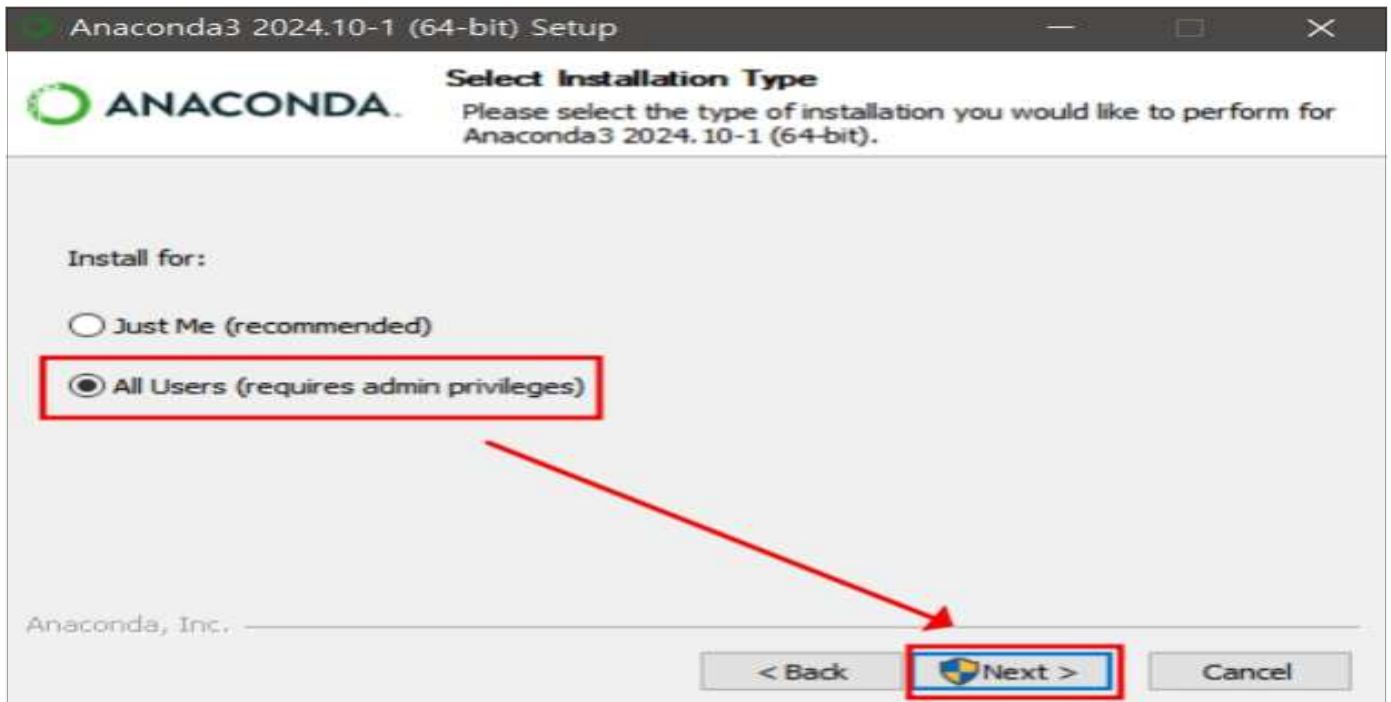 Anaconda3 2024.10-1 (64-bit) Setup
ANACONDA.
Select Installation Type
Please select the type of installation you would like to perform for
Anaconda3 2024.10-1 (64-bit).
Install for:
Just Me (recommended)
All Users (requires admin privileges)
Anaconda, Inc.
< Back
Next >
Cancel